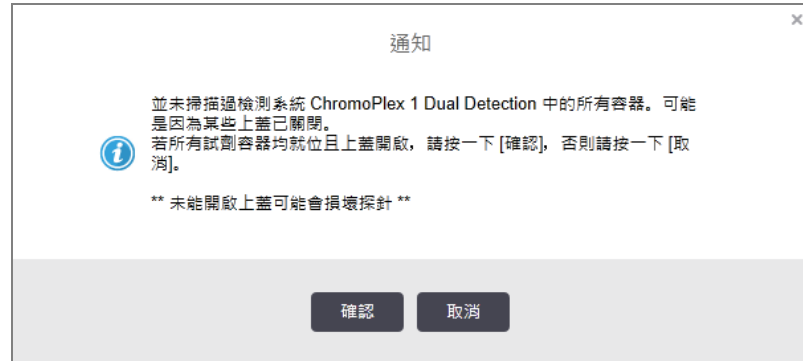 通知
並未掃描過檢測系統 ChromoPlex 1 Dual Detection 中的所有容器。可能
是因為某些上蓋已關閉。
若所有試劑容器均就位且上蓋開啟，請按一下 [確認]，否則請按一下 [取
消]。
** 未能開啟上蓋可能會損壞探針 **
確認
取消